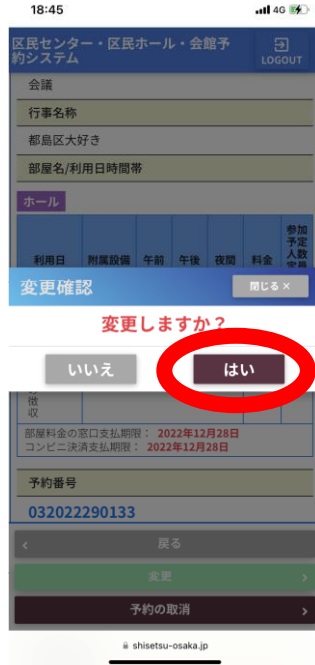 18:45
4G
区民センター・区民ホール・会館予
約システム
LOGOUT
会議
行事名称
都島区大好き
部屋名/利用日時間帯
ホール
利用日 附属設備 午前 午後 夜間 料金 参加
予定
人数
定員
変更確認
閉じる ×
変更しますか？
いいえ
はい
徴
収
部屋料金の窓口支払期限： 2022年12月28日
コンビニ決済支払期限： 2022年12月28日
予約番号
032022290133
戻る
変更
予約の取消
shisetsu-osaka.jp